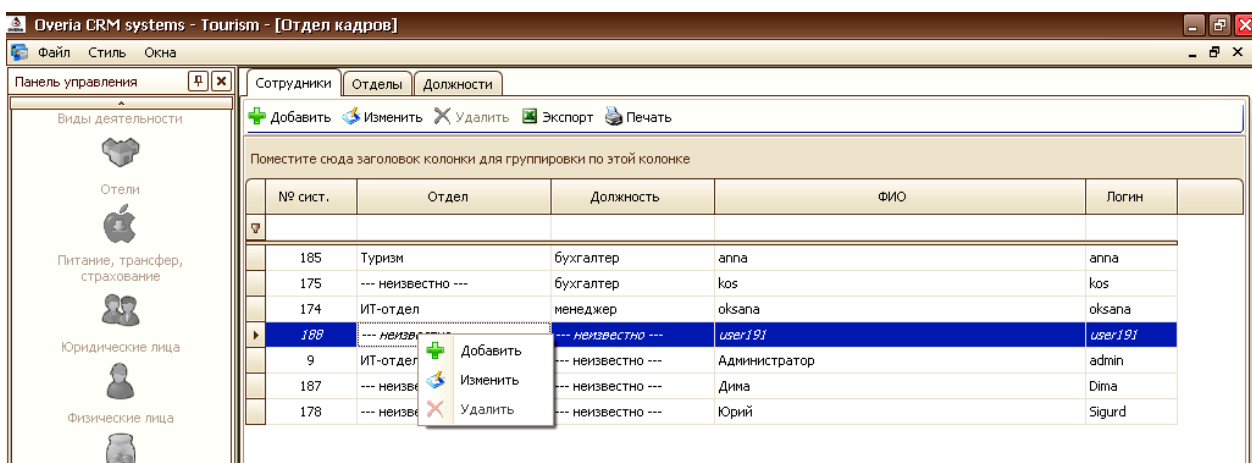 Overia CRM systems - Tourism - [Отдел кадров]
Файл Стиль Окна
Панель управления
Виды деятельности
Отели
Питание, трансфер,
страхование
Юридические лица
Физические лица
Сотрудники Отделы Должности
Добавить Изменить Удалить Экспорт Печать
Поместите сюда заголовок колонки для группировки по этой колонке
№ сист. Отдел Должность ФИО Логин
185 Туризм бухгалтер anna anna
175 --- неизвестно --- бухгалтер kos kos
174 ИТ-отдел менеджер oksana oksana
188 --- неизвестно --- неизвестно --- user191 user191
9 ИТ-отдел --- неизвестно --- Администратор admin
187 --- неизве --- неизвестно --- Дима Dima
178 --- неизве --- неизвестно --- Юрий Sigurd
Добавить
Изменить
Удалить